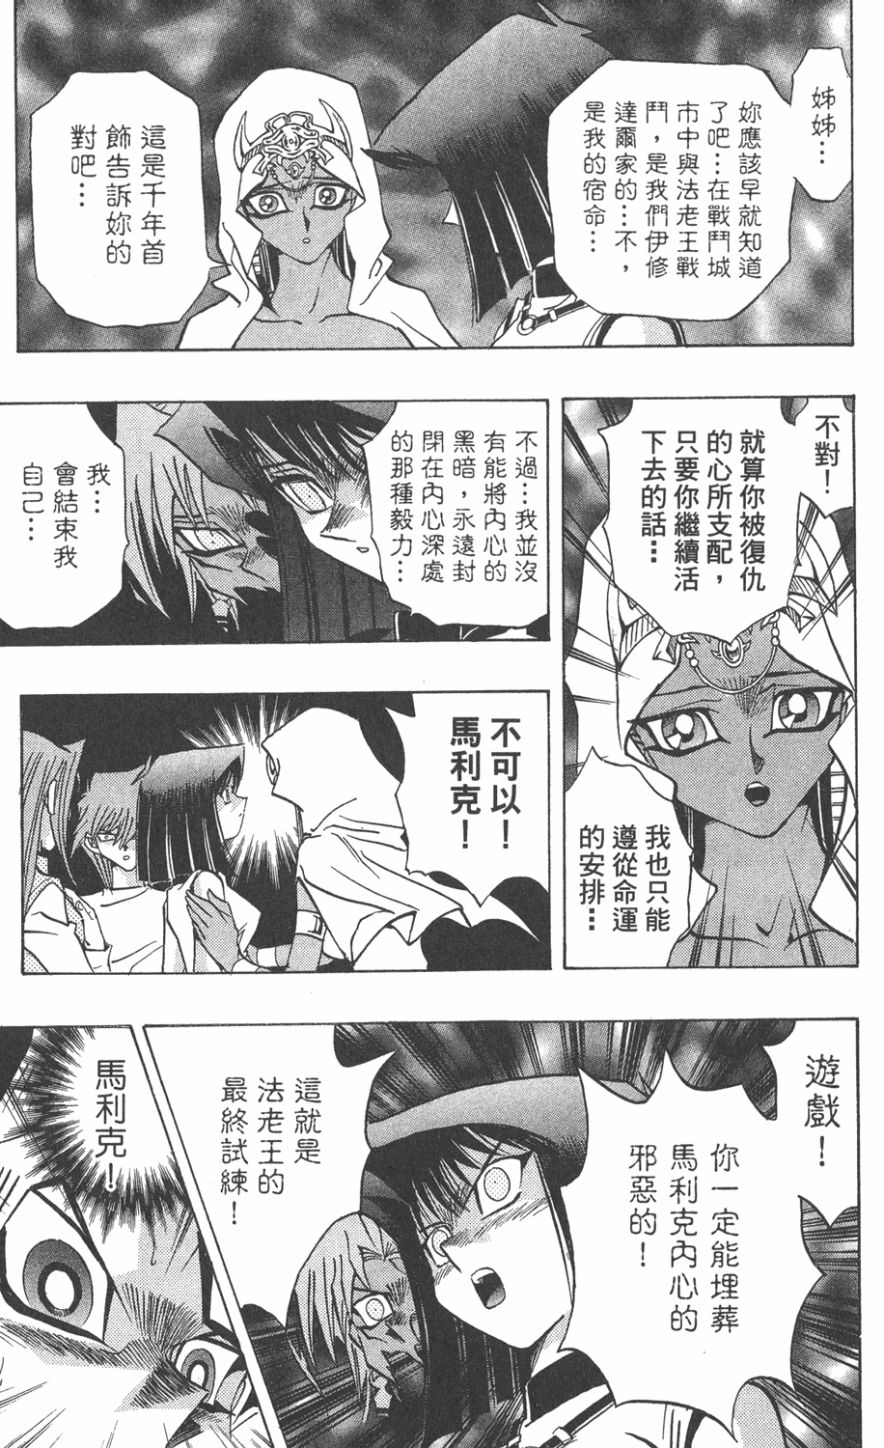 姊姊…
妳應該早就知道
了吧…在戰鬥城
市中與法老王戰
鬥，是我們伊修
達爾家的…不，
是我的宿命…
這是千年首
飾告訴妳的
對吧…
不對！
就算你被復仇
的心所支配，
只要你繼續活
下去的話…
我也只能
遵從命運
的安排…
不過…我並沒
有能將內心的
黑暗，永遠封
閉在內心深處
的那種毅力…
我…
會結束我
自己…
不可以！
馬利克！
遊戲！
你一定能埋葬
馬利克內心的
邪惡的！
這就是
法老王的
最終試練！
馬利克！